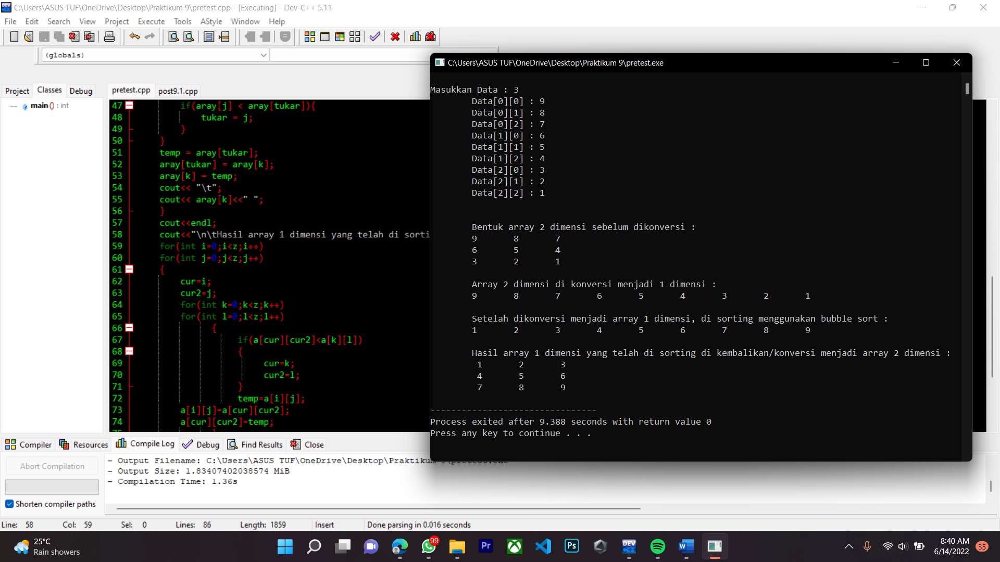 C:\Users\ASUS TUF\OneDrive\Desktop\Praktikum 9\pretest.cpp - [Executing] - Dev-C++ 5.11
File Edit Search View Project Execute Tools AStyle Window Help
(globals)
Project Classes Debug
main () : int
pretest.cpp post9.1.cpp
47 if(aray[j] < aray[tukar]){
48 tukar = j;
49 }
50 }
51 temp = aray[tukar];
52 aray[tukar] = aray[k];
53 aray[k] = temp;
54 cout<< "\t";
55 cout<< aray[k]<<" ";
56 }
57 cout<<endl;
58 cout<<"\n\tHasil array 1 dimensi yang telah di sorti
59 for(int i=0;i<z;i++)
60 for(int j=0;j<z;j++)
61 {
62 cur=i;
63 cur2=j;
64 for(int k=0;k<z;k++)
65 for(int l=0;l<z;l++)
66 {
67 if(a[cur][cur2]<a[k][l])
68 {
69 cur=k;
70 cur2=l;
71 }
72 temp=a[i][j];
73 a[i][j]=a[cur][cur2];
74 a[cur][cur2]=temp;
C:\Users\ASUS TUF\OneDrive\Desktop\Praktikum 9\pretest.exe
Masukkan Data : 3
Data[0][0] : 9
Data[0][1] : 8
Data[0][2] : 7
Data[1][0] : 6
Data[1][1] : 5
Data[1][2] : 4
Data[2][0] : 3
Data[2][1] : 2
Data[2][2] : 1
Bentuk array 2 dimensi sebelum dikonversi :
9 8 7
6 5 4
3 2 1
Array 2 dimensi di konversi menjadi 1 dimensi :
9 8 7 6 5 4 3 2 1
Setelah dikonversi menjadi array 1 dimensi, di sorting menggunakan bubble sort :
1 2 3 4 5 6 7 8 9
Hasil array 1 dimensi yang telah di sorting di kembalikan/konversi menjadi array 2 dimensi :
1 2 3
4 5 6
7 8 9
--------------------------------
Process exited after 9.388 seconds with return value 0
Press any key to continue . . .
Compiler Resources Compile Log Debug Find Results Close
Abort Compilation
Shorten compiler paths
- Output Filename: C:\Users\ASUS TUF\OneDrive\Desktop\Praktikum 9\pretest.exe
- Output Size: 1.83407402038574 MiB
- Compilation Time: 1.36s
Line: 58 Col: 59 Sel: 0 Lines: 86 Length: 1859 Insert Done parsing in 0.016 seconds
25°C
Rain showers
99
Pr
Ps
DEV
C++
W
8:40 AM
6/14/2022
35